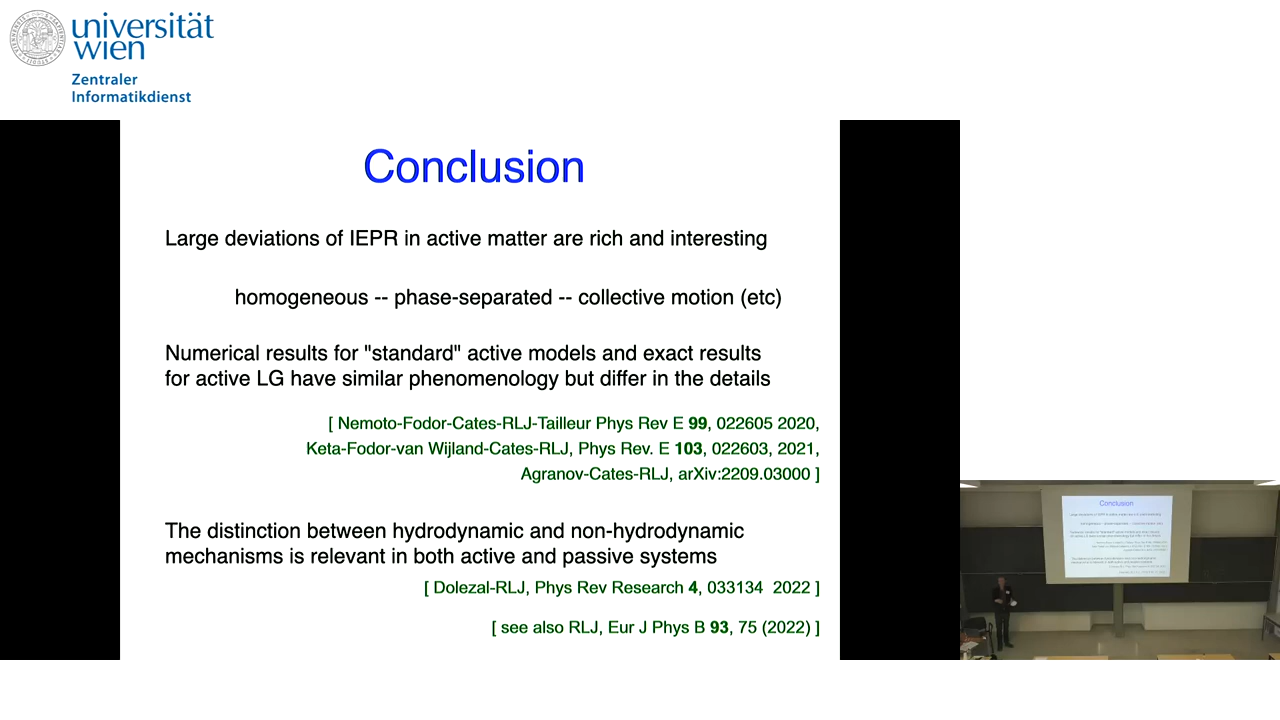 universität
wien
Zentraler
Informatikdienst
Conclusion
Large deviations of IEPR in active matter are rich and interesting
homogeneous -- phase-separated -- collective motion (etc)
Numerical results for "standard" active models and exact results
for active LG have similar phenomenology but differ in the details
[ Nemoto-Fodor-Cates-RLJ-Tailleur Phys Rev E 99, 022605 2020,
Keta-Fodor-van Wijland-Cates-RLJ, Phys Rev. E 103, 022603, 2021,
Agranov-Cates-RLJ, arXiv:2209.03000 ]
The distinction between hydrodynamic and non-hydrodynamic
mechanisms is relevant in both active and passive systems
[ Dolezal-RLJ, Phys Rev Research 4, 033134 2022 ]
[ see also RLJ, Eur J Phys B 93, 75 (2022) ]
Conclusion